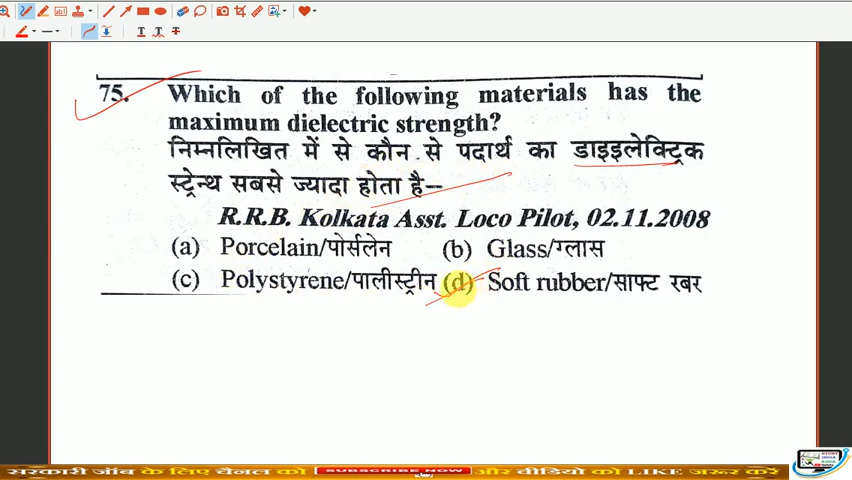 75. Which of the following materials has the
maximum dielectric strength?
निम्नलिखित में से कौन से पदार्थ का डाइइलेक्ट्रिक
स्ट्रेन्थ सबसे ज्यादा होता है–
R.R.B. Kolkata Asst. Loco Pilot, 02.11.2008
(a) Porcelain/पोर्सलेन (b) Glass/ग्लास
(c) Polystyrene/पालीस्ट्रीन (d) Soft rubber/साफ्ट रबर
सरकारी जॉब के लिए चैनल को SUBSCRIBE और वीडियो को LIKE जरूर करें